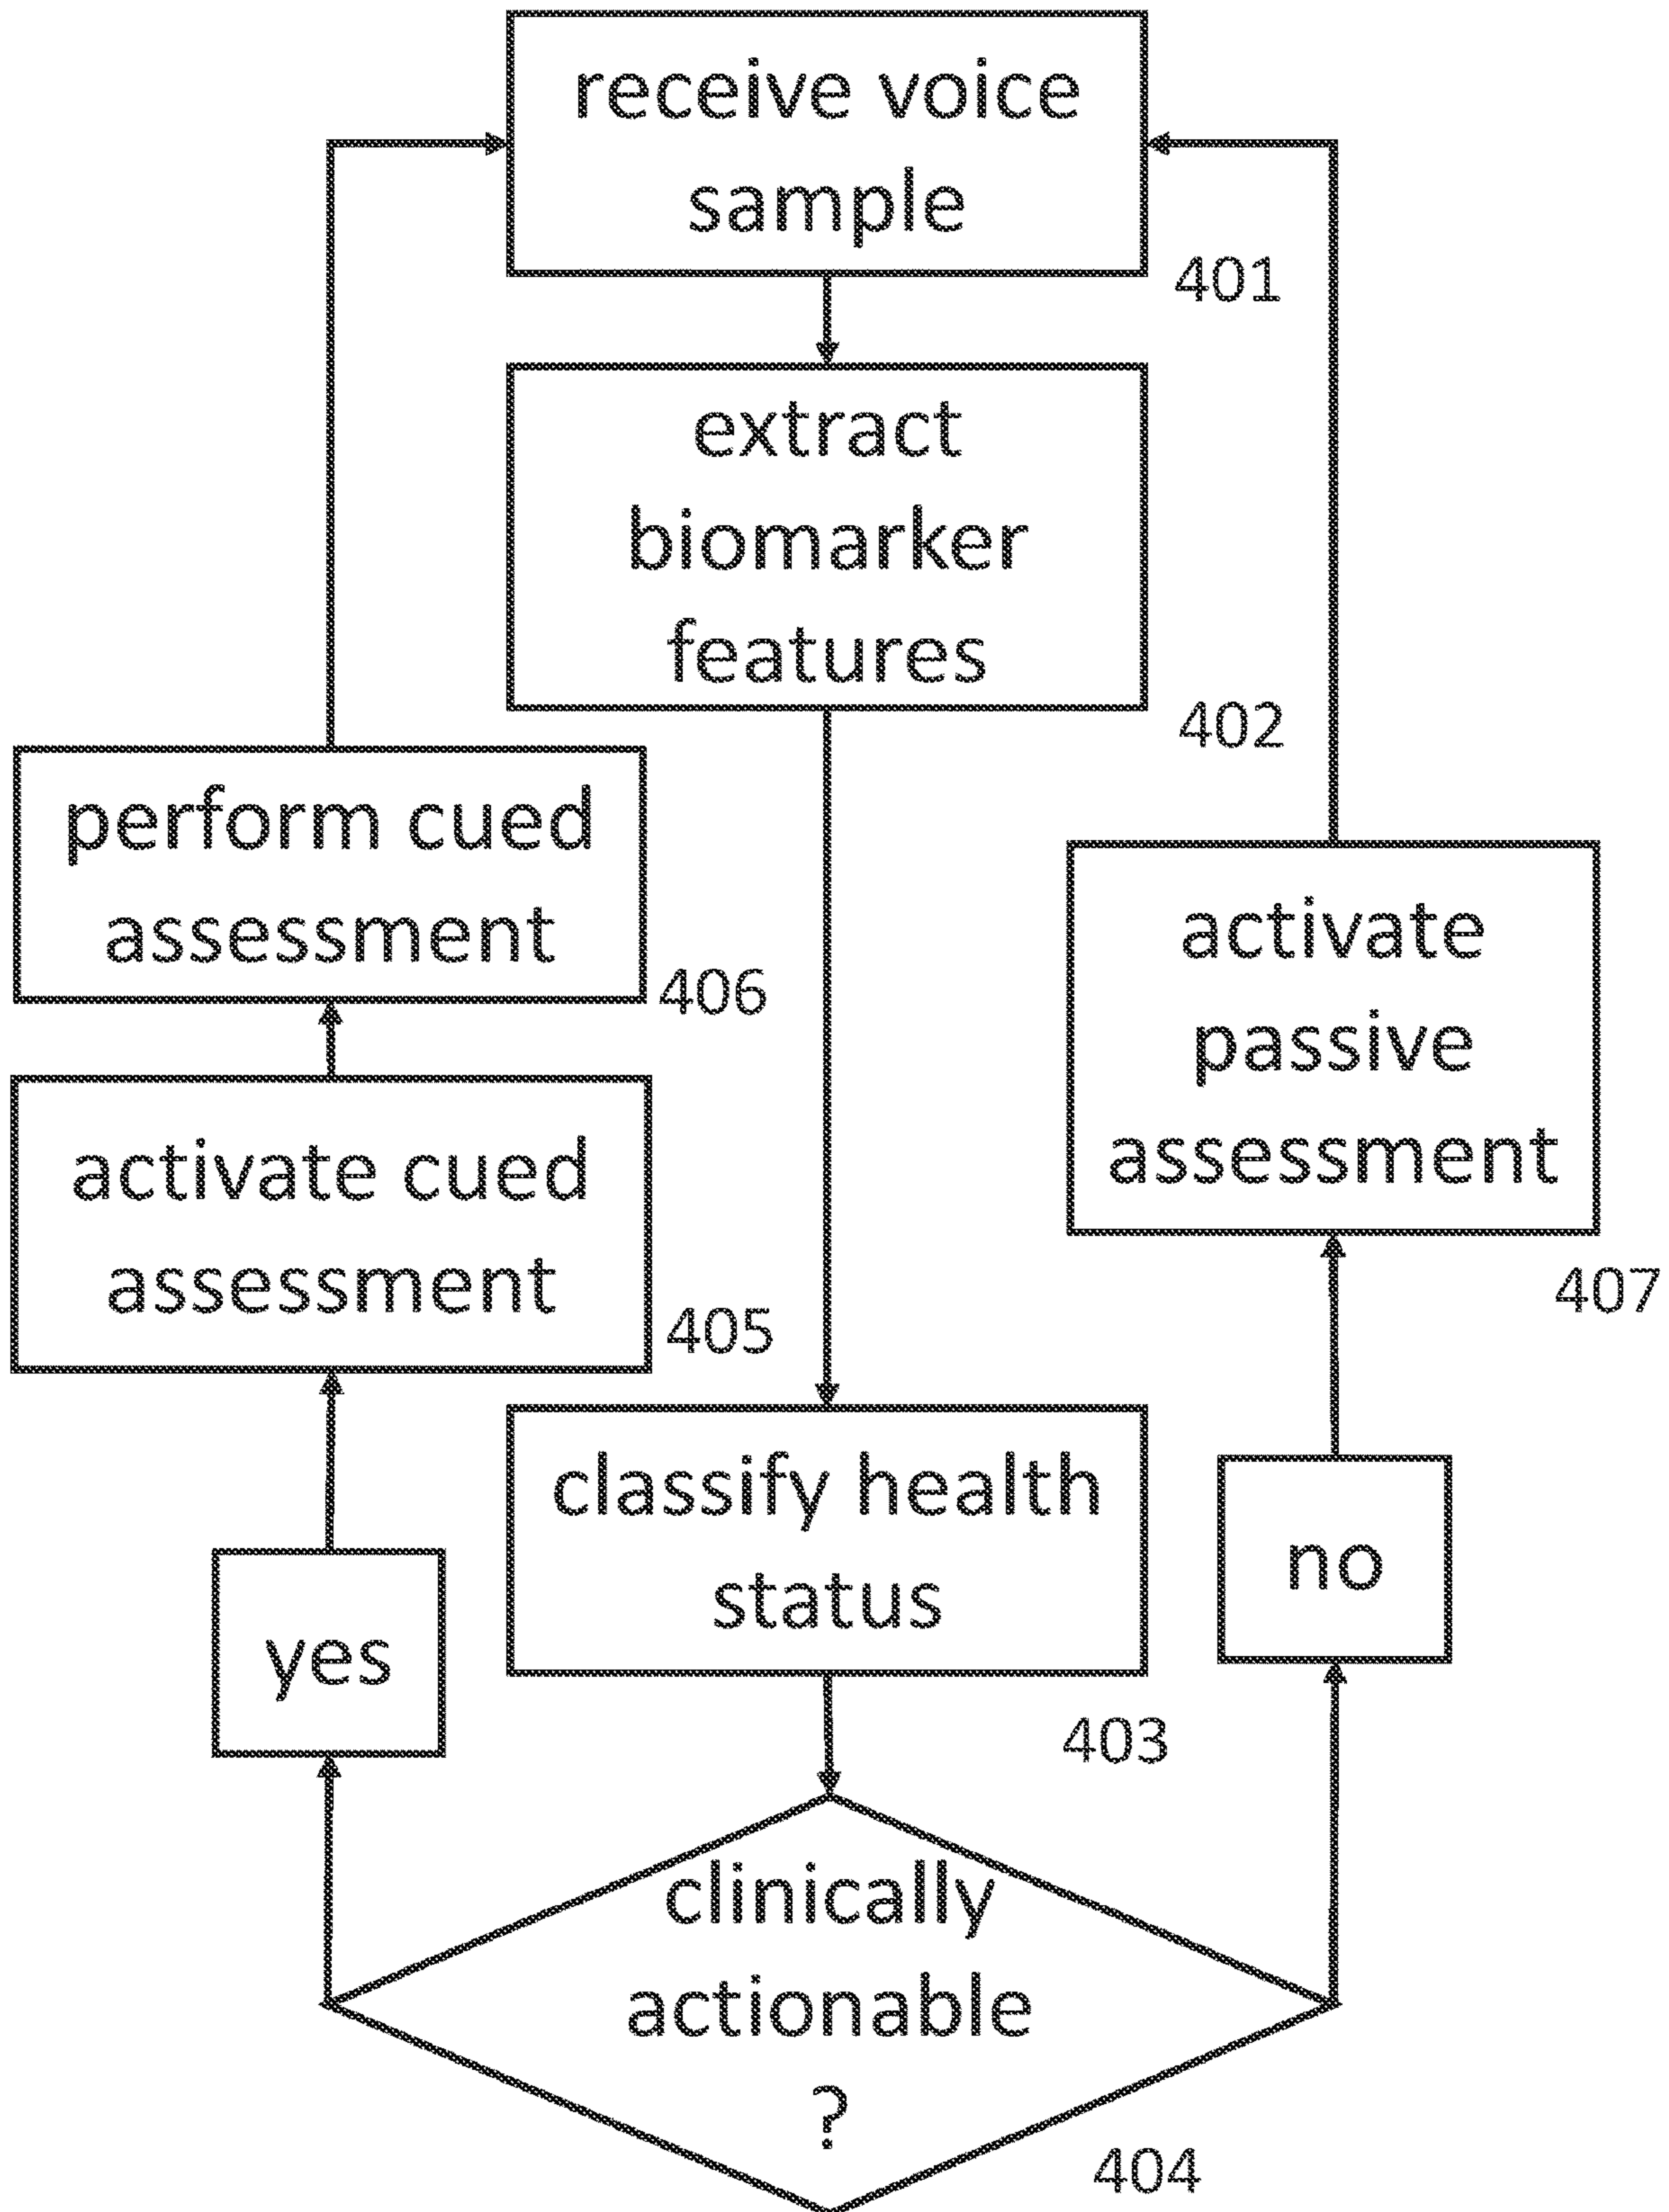 receive voice
sample
401
extract
biomarker
features
402
perform cued
assessment
406
activate
passive
assessment
407
activate cued
assessment
405
classify health
status
403
yes
no
clinically
actionable
?
404